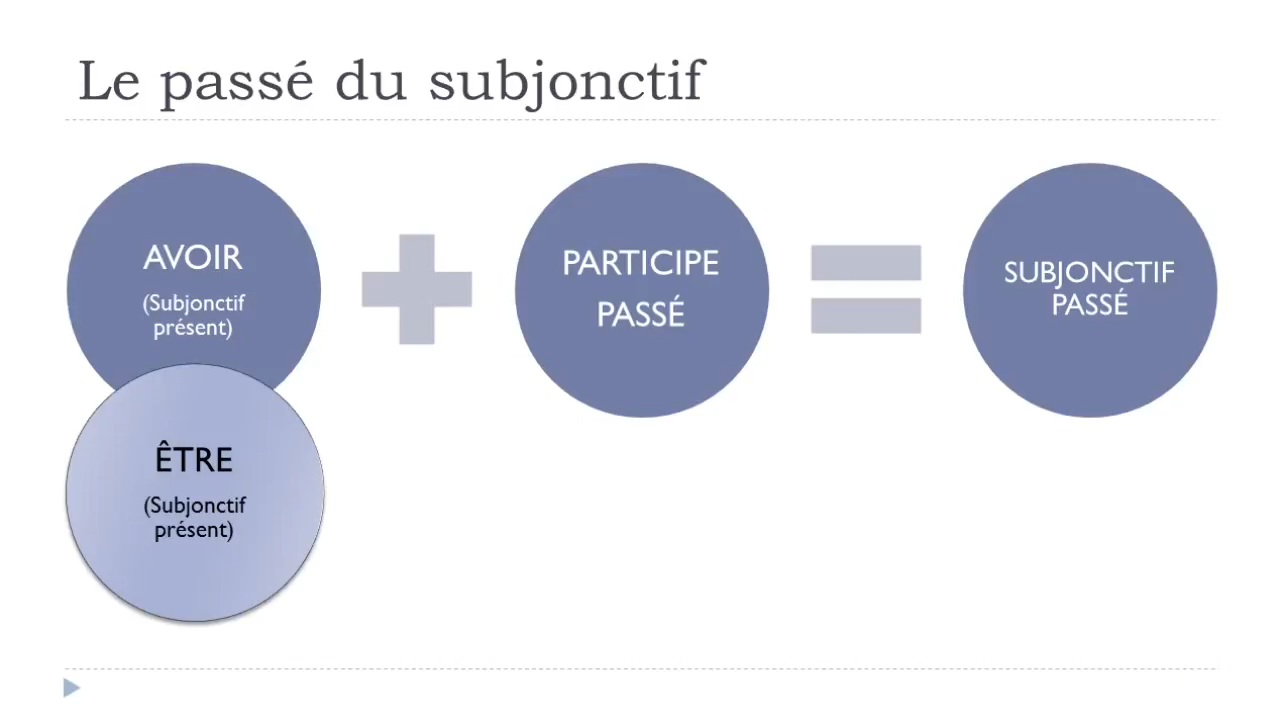 Le passé du subjonctif
AVOIR
(Subjonctif
présent)
PARTICIPE
PASSÉ
SUBJONCTIF
PASSÉ
ÊTRE
(Subjonctif
présent)